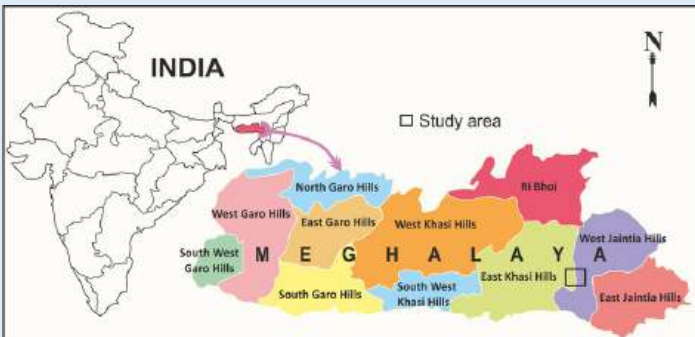 INDIA
N
Study area
North Garo Hills
Ri Bhoi
West Garo Hills
East Garo Hills
West Khasi Hills
West Jaintia Hills
South West
Garo Hills
MEGHALAYA
East Khasi Hills
South Garo Hills
South West
Khasi Hills
East Jaintia Hills